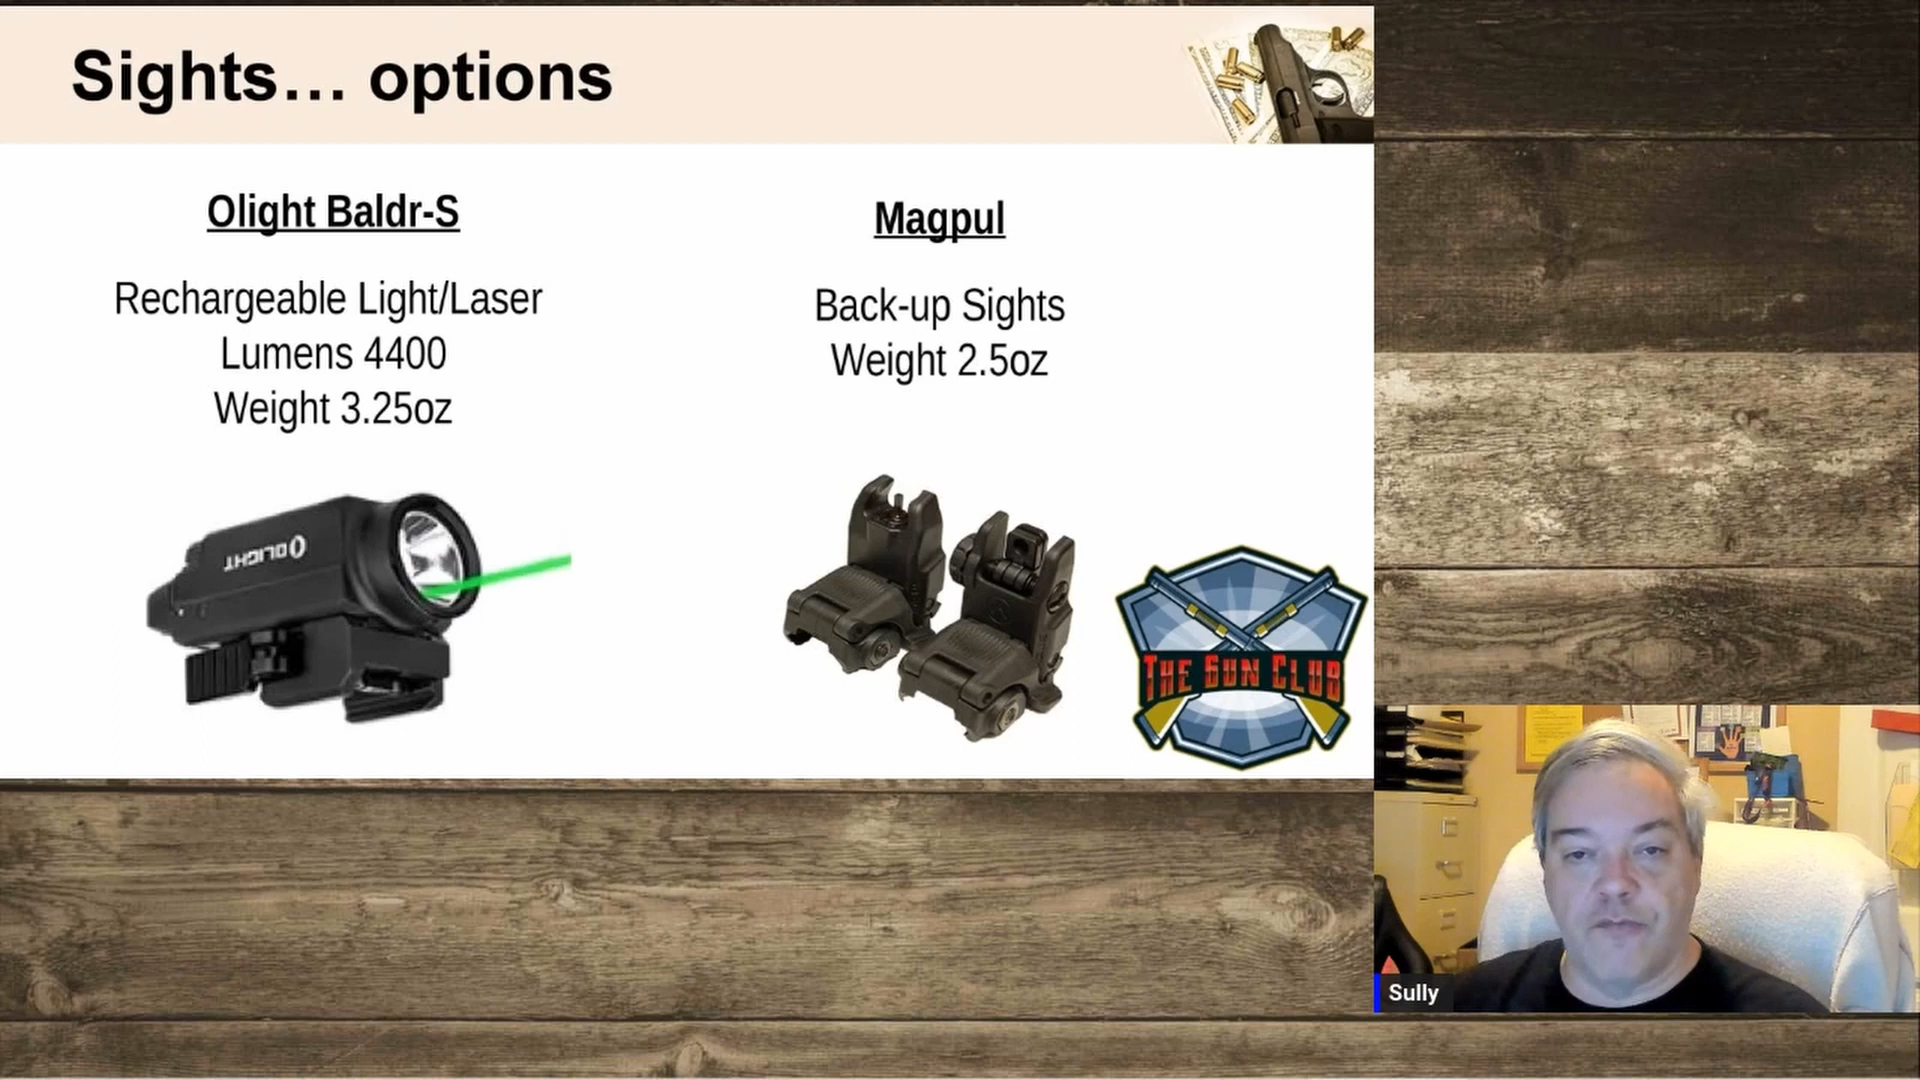 Sights… options
Olight Baldr-S
Rechargeable Light/Laser
Lumens 4400
Weight 3.25oz
OLIGHT
Magpul
Back-up Sights
Weight 2.5oz
THE GUN CLUB
Sully